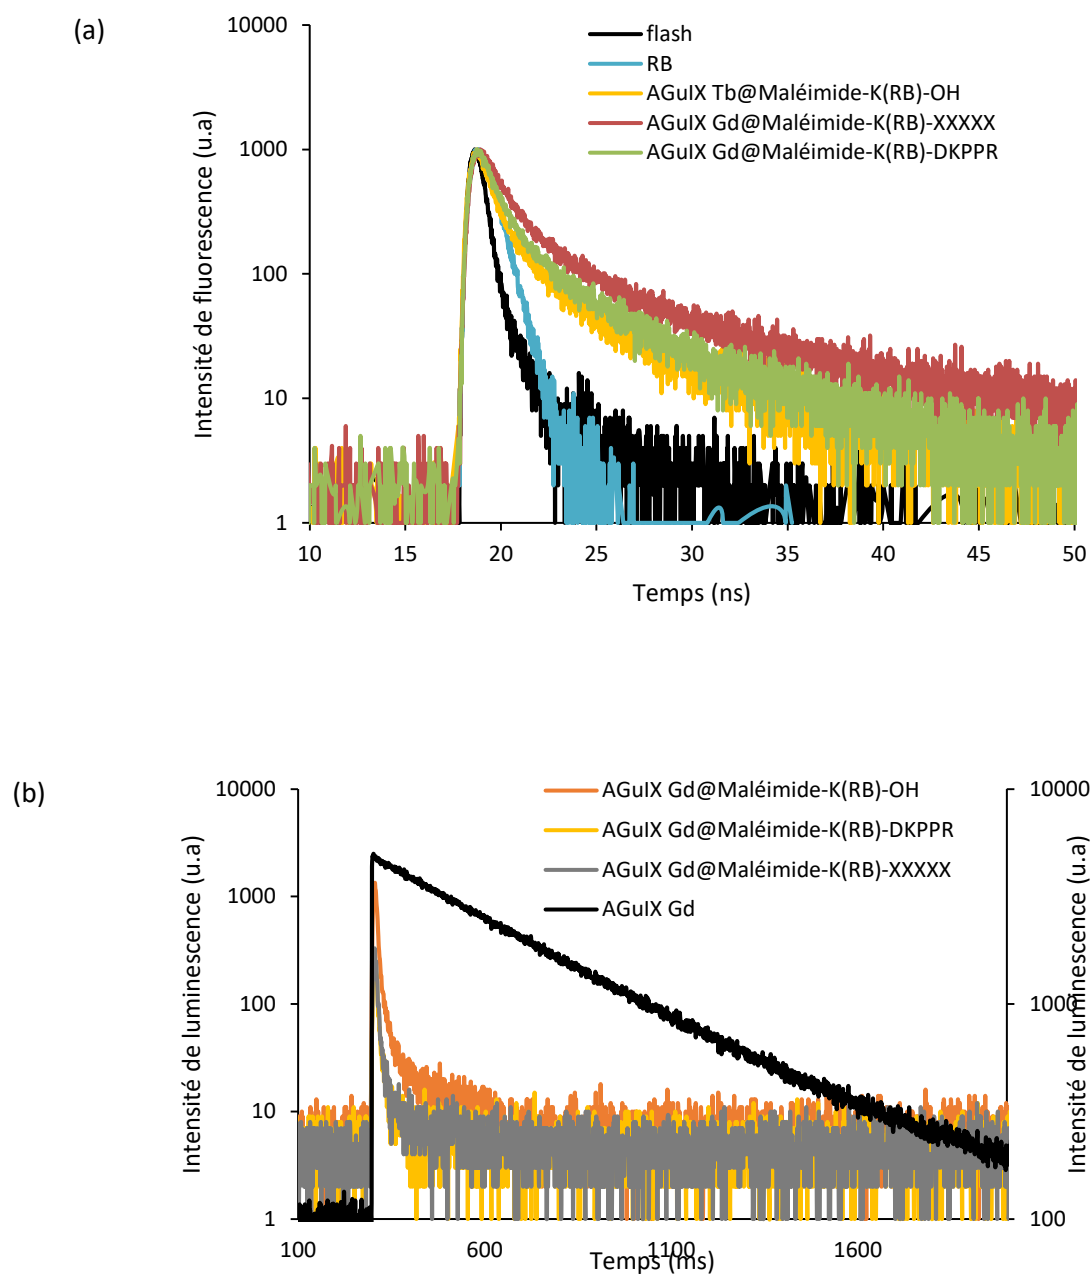 (a)
Intensité de fluorescence (u.a)
10000
1000
100
10
1
flash
RB
AGuIX Tb@Maléimide-K(RB)-OH
AGuIX Gd@Maléimide-K(RB)-XXXXX
AGuIX Gd@Maléimide-K(RB)-DKPPR
10 15 20 25 30 35 40 45 50
Temps (ns)
(b)
Intensité de luminescence (u.a)
10000
1000
100
10
1
AGuIX Gd@Maléimide-K(RB)-OH
AGuIX Gd@Maléimide-K(RB)-DKPPR
AGuIX Gd@Maléimide-K(RB)-XXXXX
AGuIX Gd
10000
1000
100
Intensité de luminescence (u.a)
100 600 1100 1600
Temps (ms)